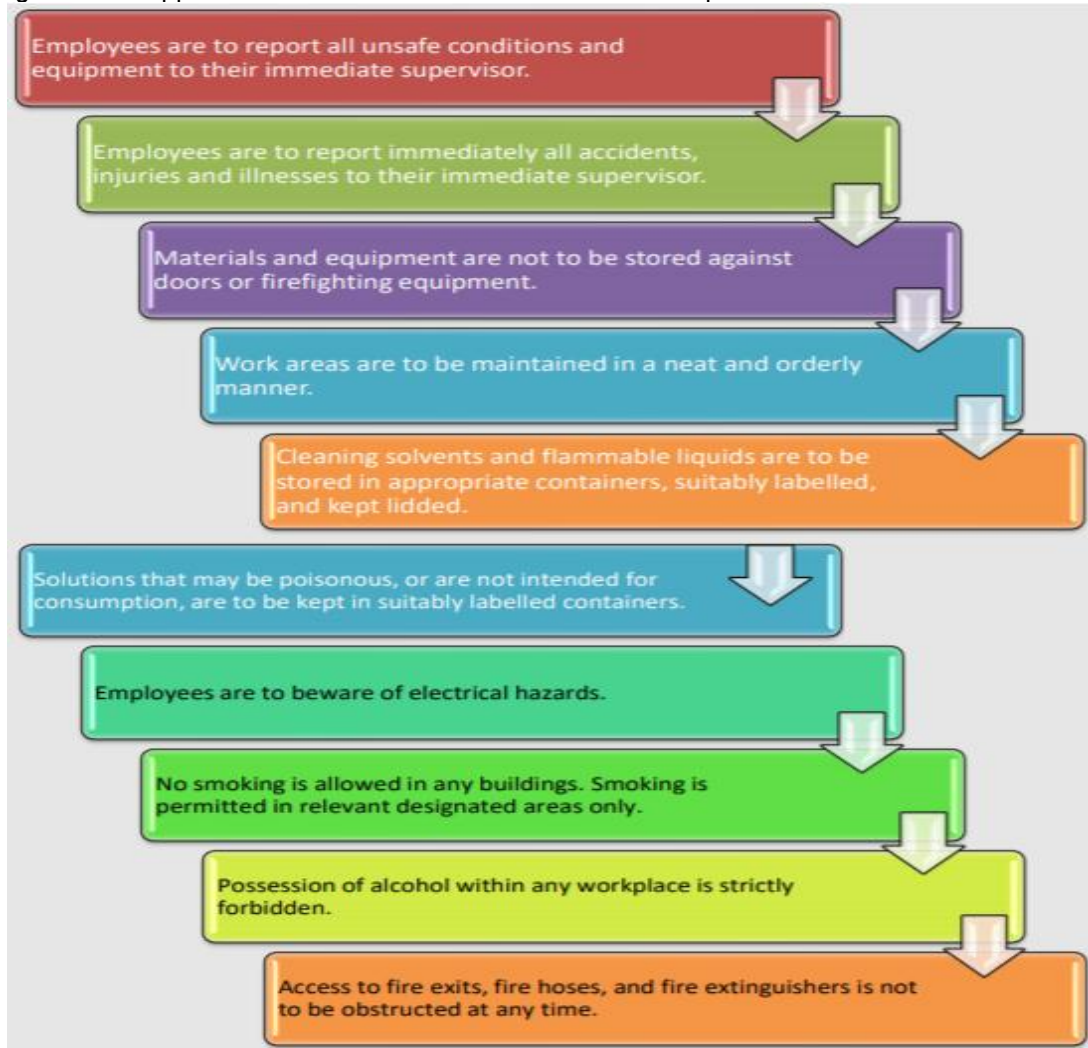 Employees are to report all unsafe conditions and
equipment to their immediate supervisor.
Employees are to report immediately all accidents,
injuries and illnesses to their immediate supervisor.
Materials and equipment are not to be stored against
doors or firefighting equipment.
Work areas are to be maintained in a neat and orderly
manner.
Cleaning solvents and flammable liquids are to be
stored in appropriate containers, suitably labelled,
and kept lidded.
Solutions that may be poisonous, or are not intended for
consumption, are to be kept in suitably labelled containers.
Employees are to beware of electrical hazards.
No smoking is allowed in any buildings. Smoking is
permitted in relevant designated areas only.
Possession of alcohol within any workplace is strictly
forbidden.
Access to fire exits, fire hoses, and fire extinguishers is not
to be obstructed at any time.